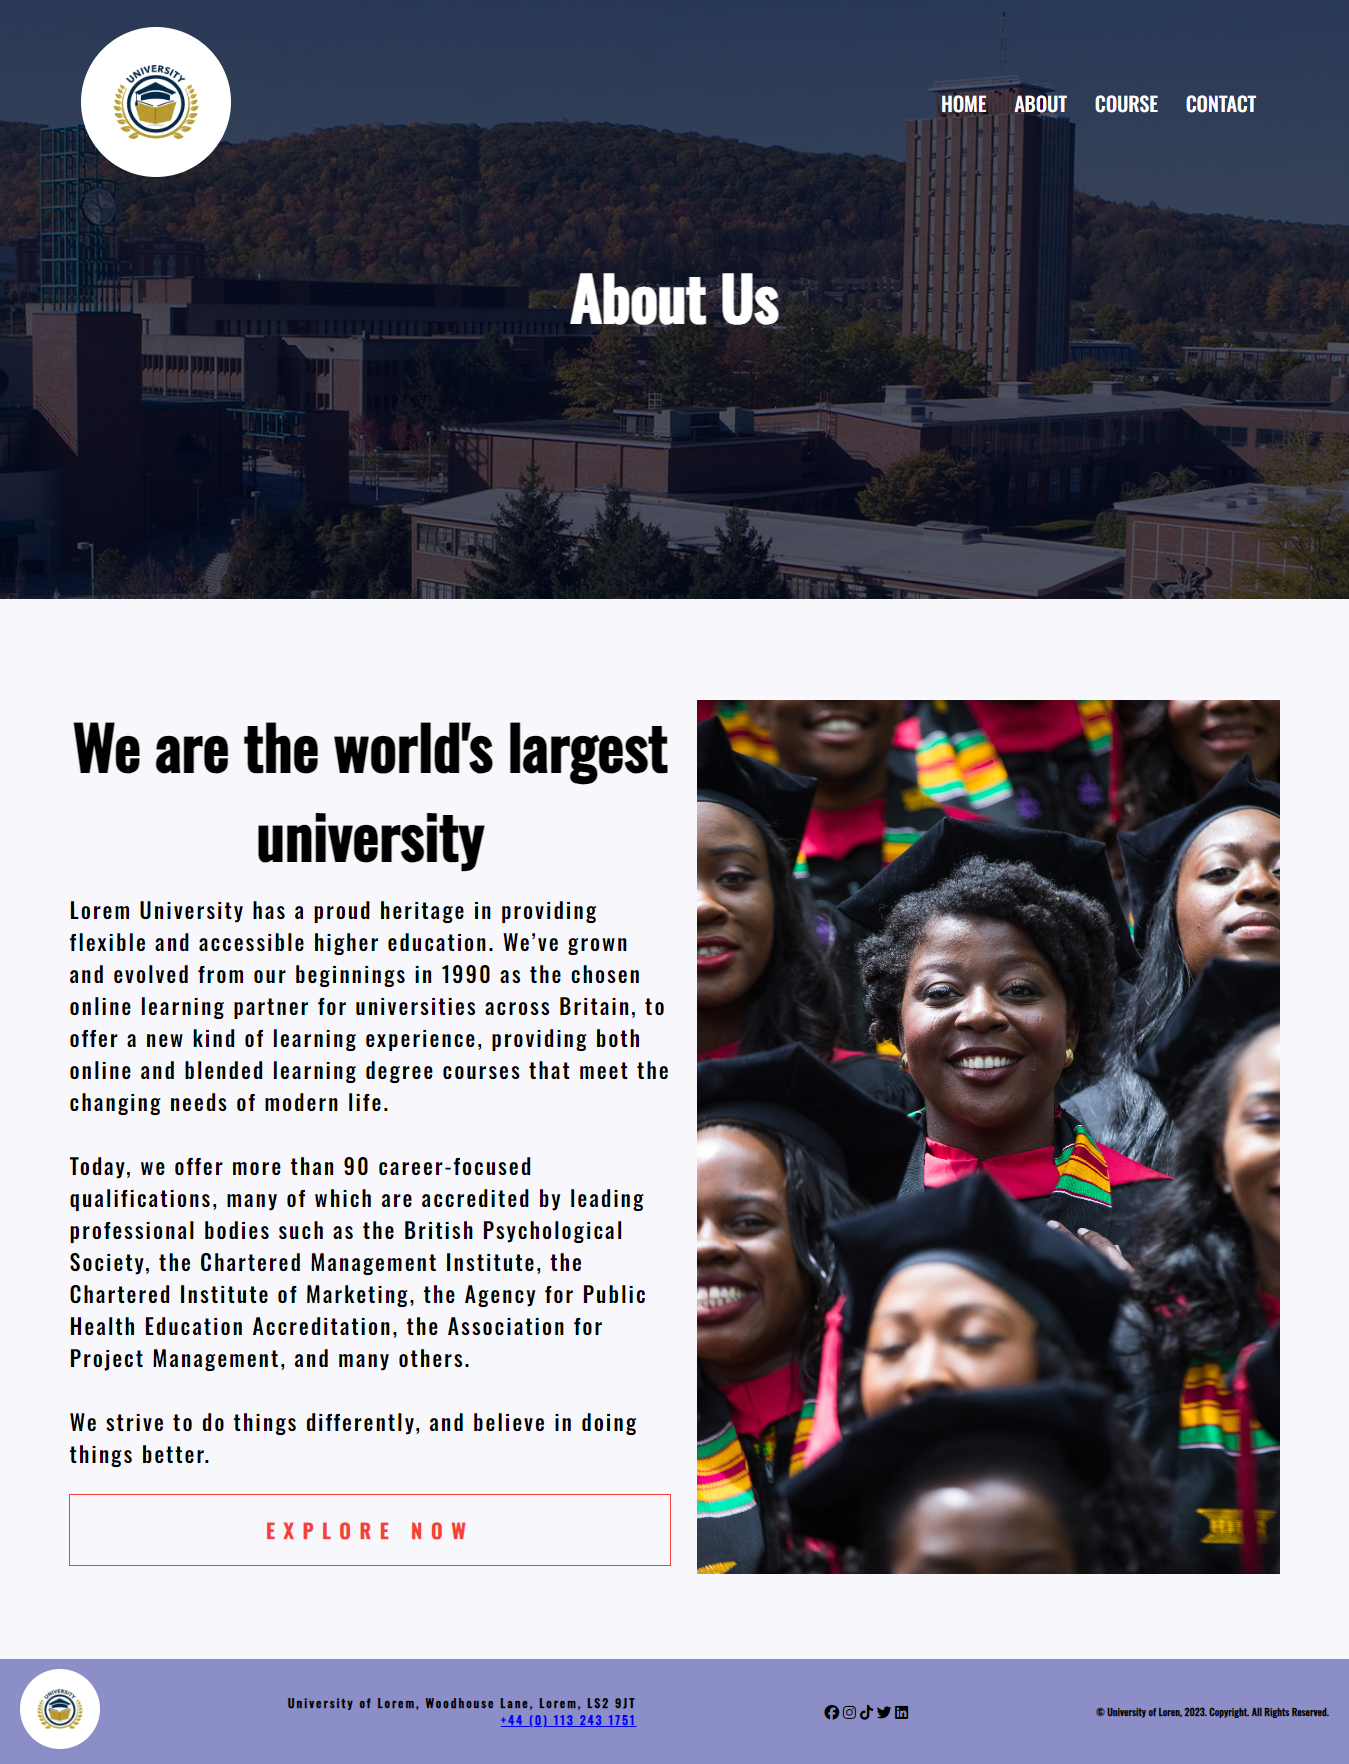 UNIVERSITY
HOME ABOUT COURSE CONTACT
About Us
We are the world's largest
university
Lorem University has a proud heritage in providing
flexible and accessible higher education. We’ve grown
and evolved from our beginnings in 1990 as the chosen
online learning partner for universities across Britain, to
offer a new kind of learning experience, providing both
online and blended learning degree courses that meet the
changing needs of modern life.
Today, we offer more than 90 career-focused
qualifications, many of which are accredited by leading
professional bodies such as the British Psychological
Society, the Chartered Management Institute, the
Chartered Institute of Marketing, the Agency for Public
Health Education Accreditation, the Association for
Project Management, and many others.
We strive to do things differently, and believe in doing
things better.
EXPLORE NOW
UNIVERSITY
University of Lorem, Woodhouse Lane, Lorem, LS2 9JT
+44 (0) 113 243 1751
© University of Loren, 2023. Copyright. All Rights Reserved.